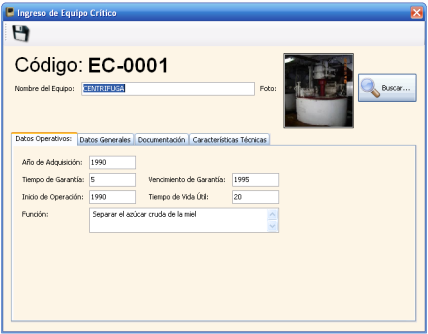 Ingreso de Equipo Crítico
Código: EC-0001
Nombre del Equipo: CENTRIFUGA Foto: Buscar...
Datos Operativos: Datos Generales Documentación Características Técnicas
Año de Adquisición: 1990
Tiempo de Garantía: 5 Vencimiento de Garantía: 1995
Inicio de Operación: 1990 Tiempo de Vida Útil: 20
Función: Separar el azúcar cruda de la miel